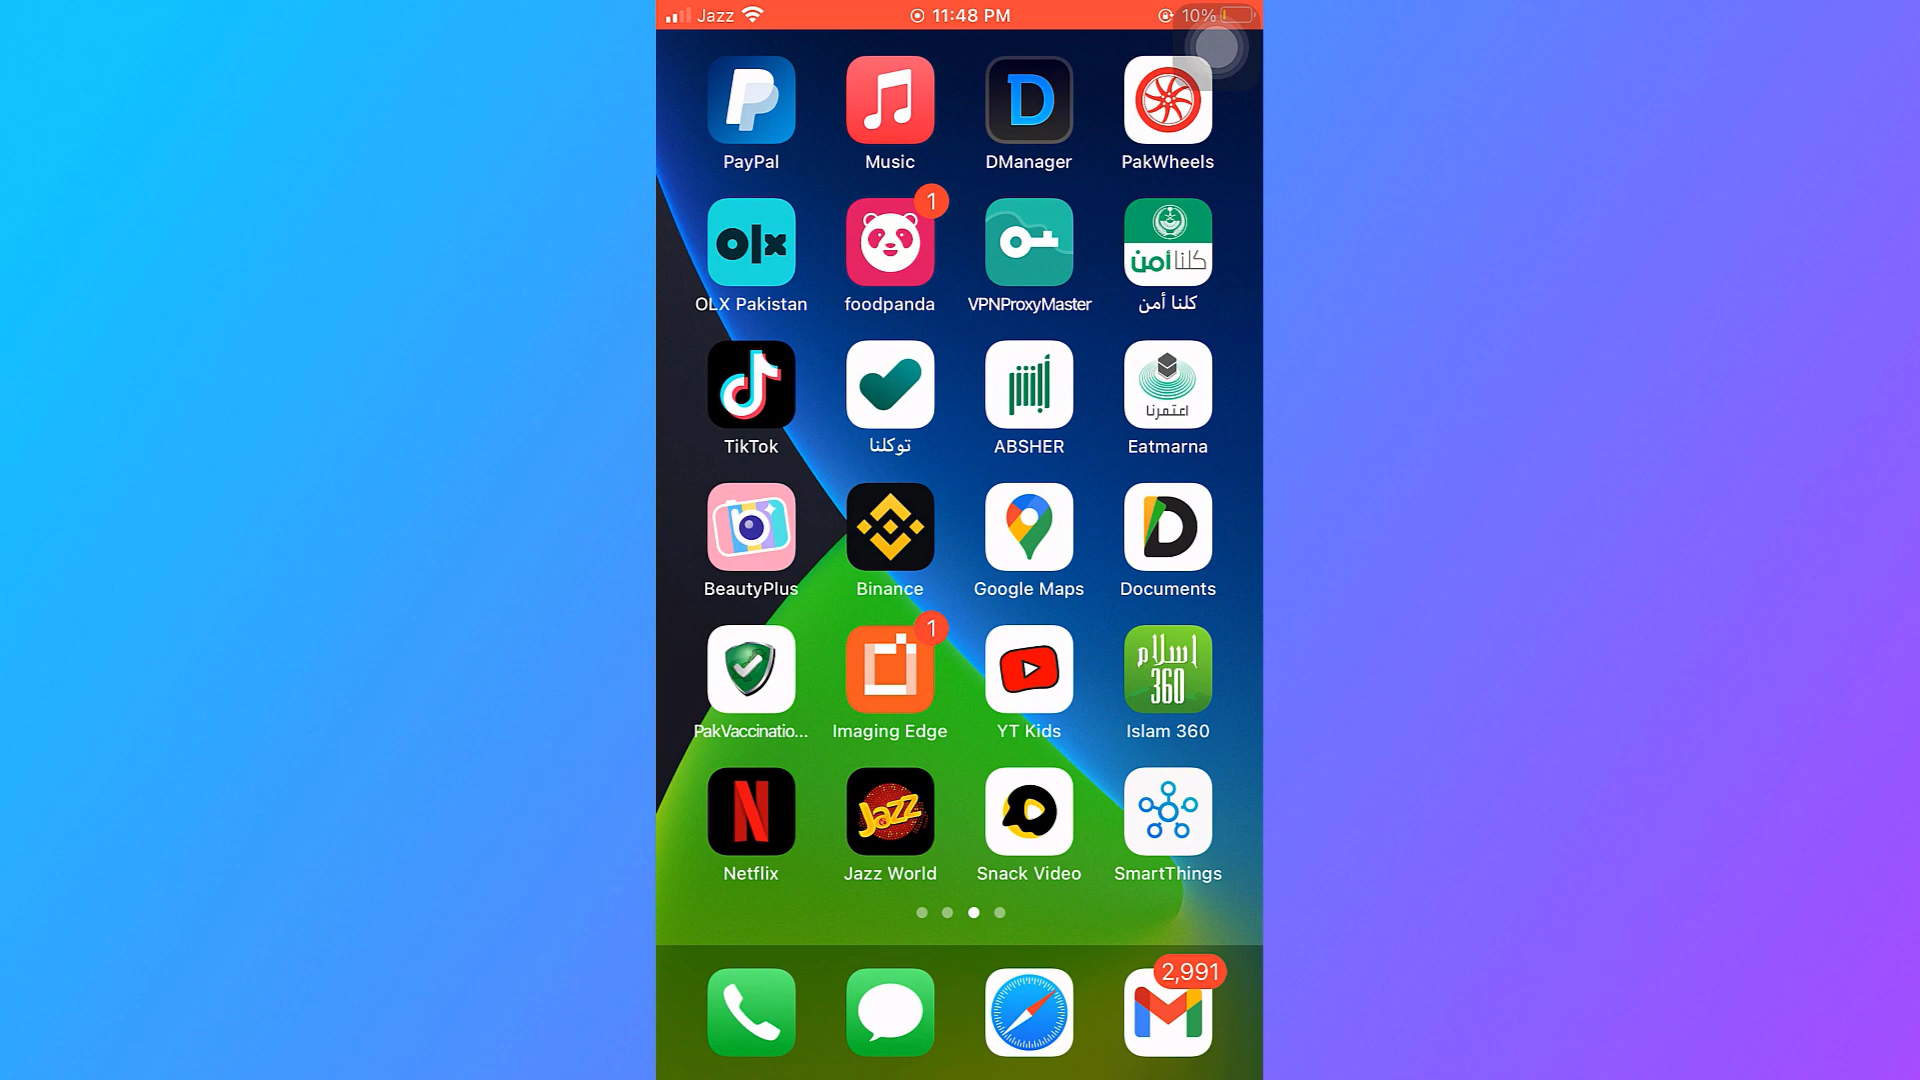 Jazz 11:48 PM 10%
PayPal Music DManager PakWheels
olx 1 كلنا أمن
OLX Pakistan foodpanda VPNProxyMaster كلنا أمن
أبشر اعتمرنا
TikTok توكلنا ABSHER Eatmarna
BeautyPlus Binance Google Maps Documents
1 اسلام 360
PakVaccinatio... Imaging Edge YT Kids Islam 360
N Jazz
Netflix Jazz World Snack Video SmartThings
2,991